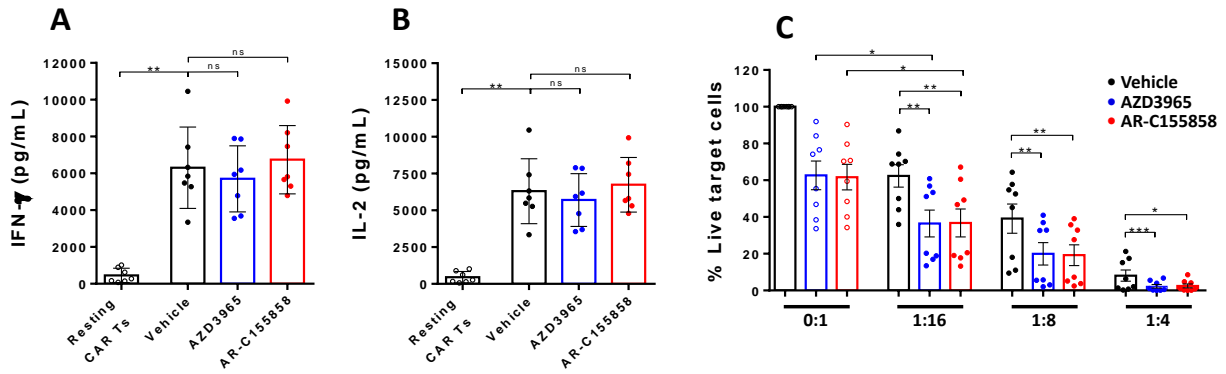 A
IFN-γ (pg/mL)
14000
12000
10000
8000
6000
4000
2000
0
**
ns
ns
Resting
CAR Ts
Vehicle
AZD3965
AR-C155858
B
IL-2 (pg/mL)
15000
12500
10000
7500
5000
2500
0
**
ns
ns
Resting
CAR Ts
Vehicle
AZD3965
AR-C155858
C
% Live target cells
120
100
80
60
40
20
0
*
*
**
**
**
**
*
***
Vehicle
AZD3965
AR-C155858
0:1
1:16
1:8
1:4